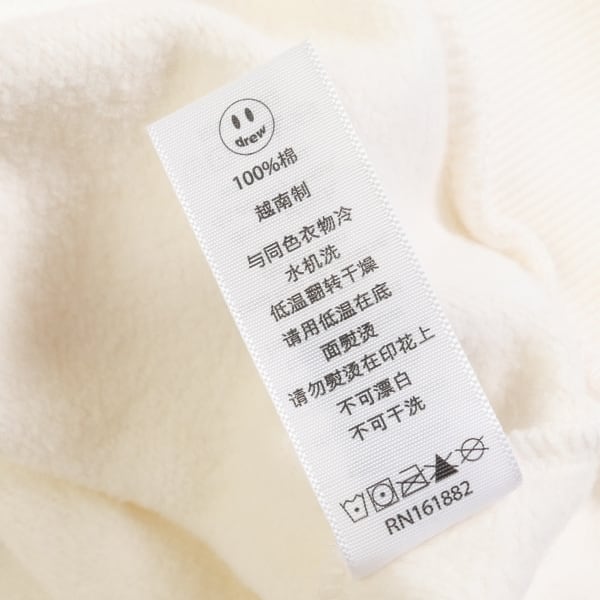 drew
100%棉
越南制
与同色衣物冷
水机洗
低温翻转干燥
请用低温在底
面熨烫
请勿熨烫在印花上
不可漂白
不可干洗
RN161882